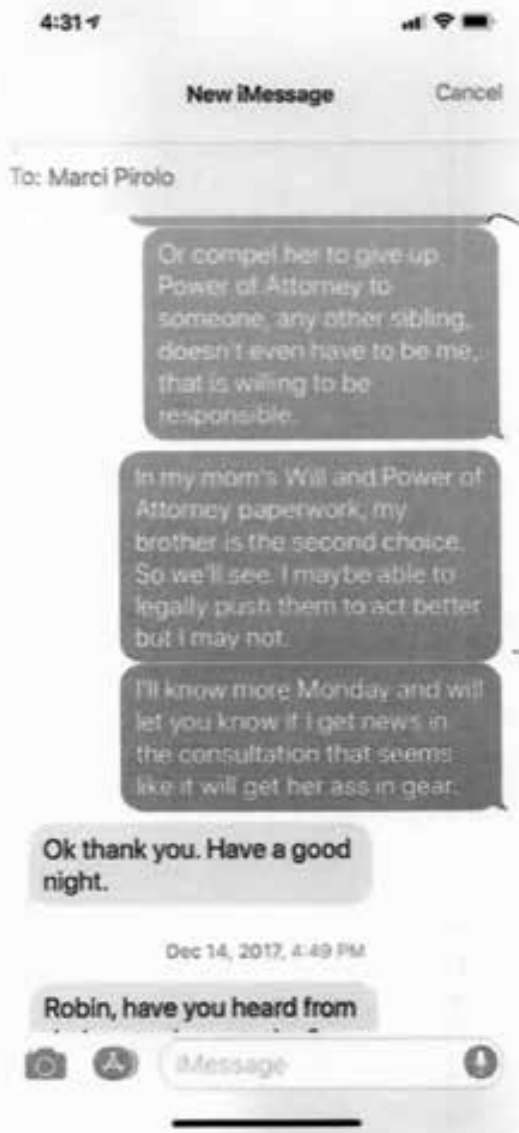 4:31
New iMessage
Cancel
To: Marci Pirolo
Or compel her to give up
Power of Attorney to
someone, any other sibling,
doesn't even have to be me,
that is willing to be
responsible.
In my mom's Will and Power of
Attorney paperwork, my
brother is the second choice.
So we'll see. I maybe able to
legally push them to act better
but I may not.
I'll know more Monday and will
let you know if I get news in
the consultation that seems
like it will get her ass in gear.
Ok thank you. Have a good
night.
Dec 14, 2017, 4:49 PM
Robin, have you heard from
iMessage